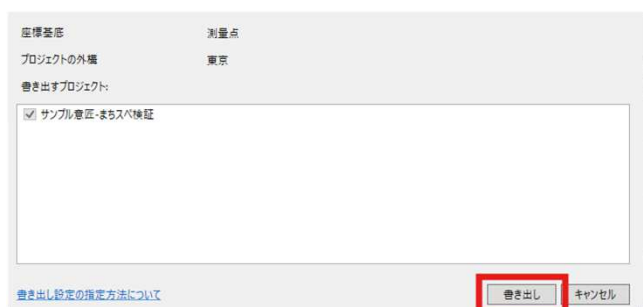 座標基底 測量点
プロジェクトの外構 東京
書き出すプロジェクト:
サンプル意匠-まちスペ検証
書き出し設定の指定方法について 書き出し キャンセル